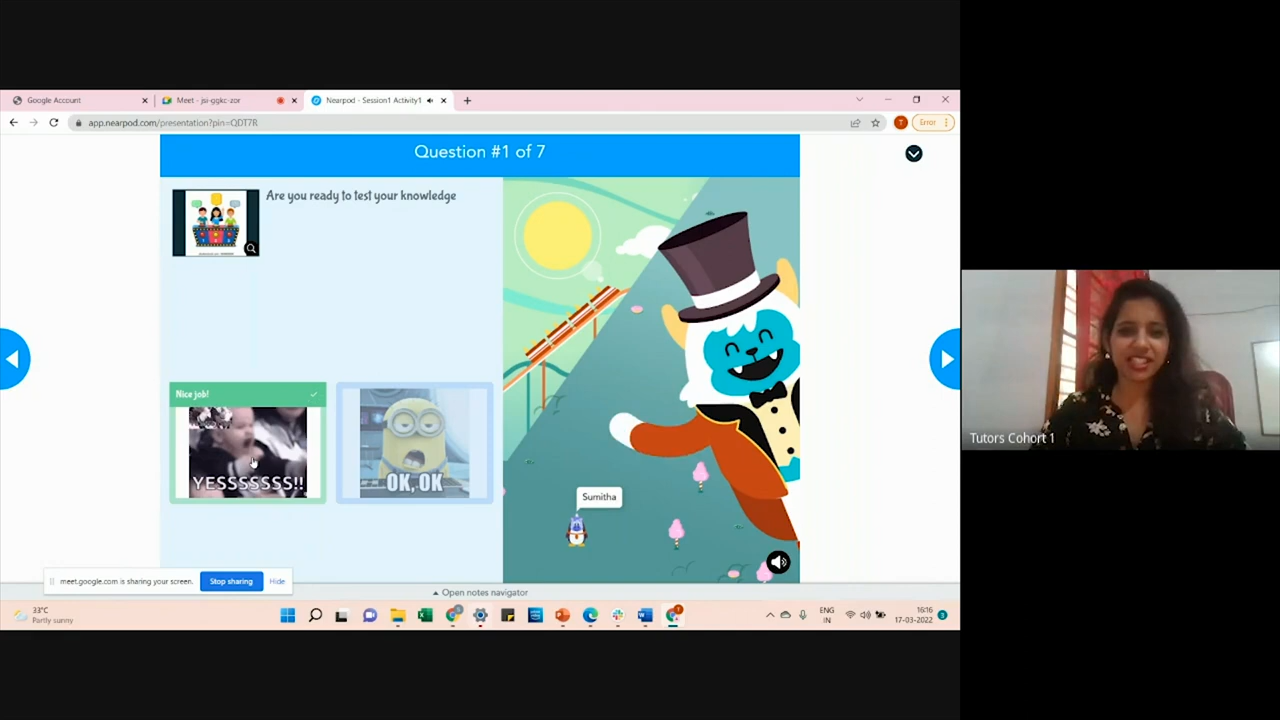 Google Account
Meet - jsi-ggkc-zor
Nearpod - Session1 Activity1
app.nearpod.com/presentation?pin=QDT7R
Error
Question #1 of 7
Are you ready to test your knowledge
Nice job!
YESSSSSSS!!
OK, OK
Sumitha
Tutors Cohort 1
meet.google.com is sharing your screen.
Stop sharing
Hide
Open notes navigator
33°C
Partly sunny
ENG
IN
16:16
17-03-2022
3